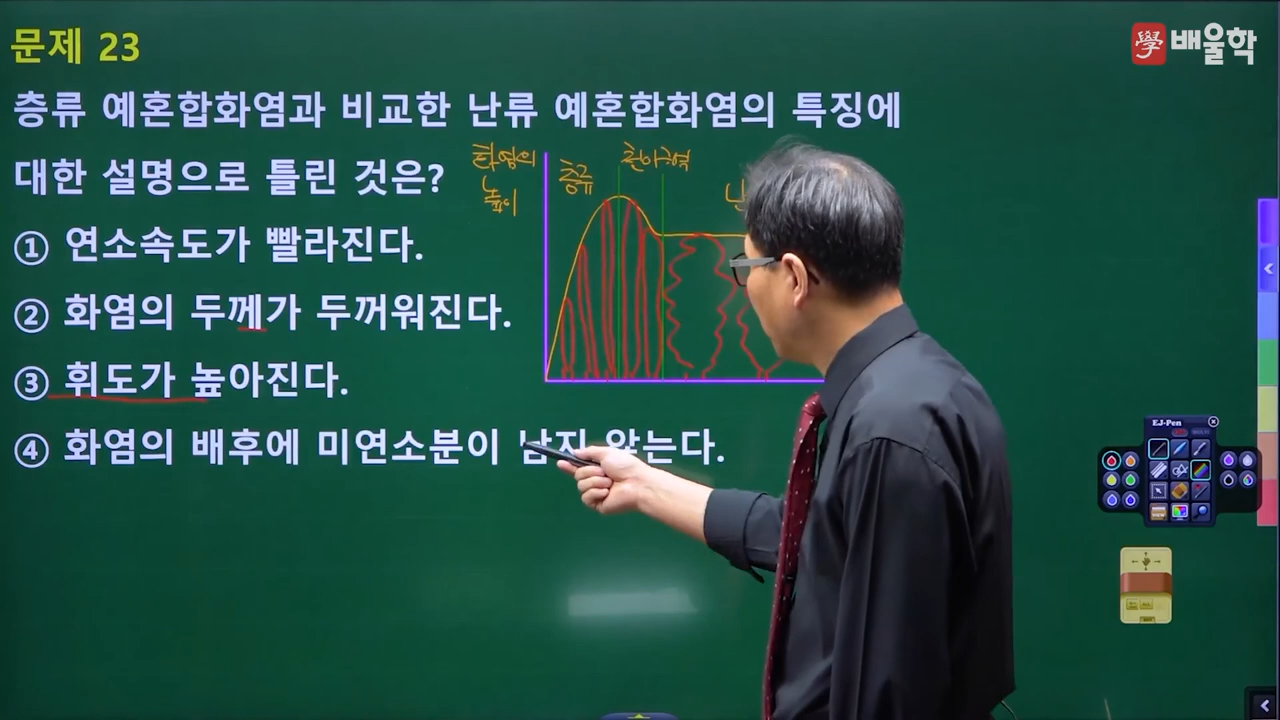 문제 23
學 배울학
층류 예혼합화염과 비교한 난류 예혼합화염의 특징에
대한 설명으로 틀린 것은?
화염의
높이
층류
천이구역
난
① 연소속도가 빨라진다.
② 화염의 두께가 두꺼워진다.
③ 휘도가 높아진다.
④ 화염의 배후에 미연소분이 남지 않는다.
EJ-Pen